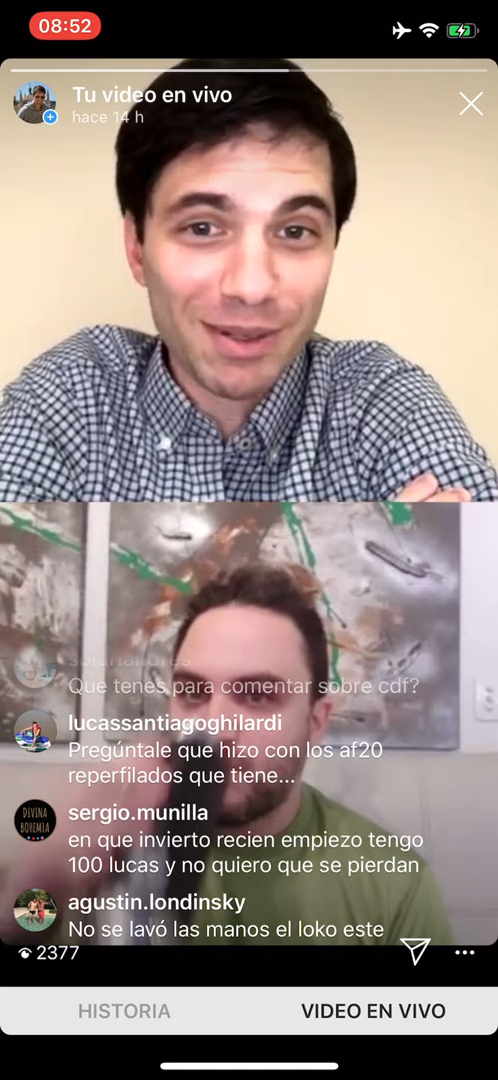 08:52
Tu video en vivo
hace 14 h
Que tenes para comentar sobre cdf?
lucassantiagoghilardi
Pregúntale que hizo con los af20
reperfilados que tiene...
DIVINA
BOHEMIA
sergio.munilla
en que invierto recien empiezo tengo
100 lucas y no quiero que se pierdan
agustin.londinsky
No se lavó las manos el loko este
2377
HISTORIA
VIDEO EN VIVO